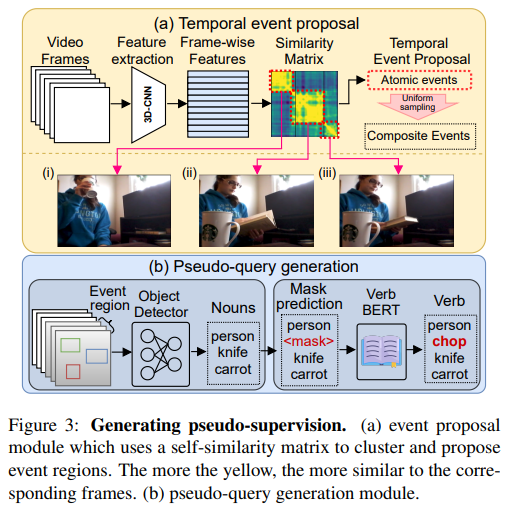 (a) Temporal event proposal
Video
Frames
Feature
extraction
Frame-wise
Features
Similarity
Matrix
Temporal
Event Proposal
3D-CNN
Atomic events
Uniform
sampling
Composite Events
(i)
(ii)
(iii)
(b) Pseudo-query generation
Event
region
Object
Detector
Nouns
person
knife
carrot
Mask
prediction
person
<mask>
knife
carrot
Verb
BERT
Verb
person
chop
knife
carrot
Figure 3: Generating pseudo-supervision. (a) event proposal
module which uses a self-similarity matrix to cluster and propose
event regions. The more the yellow, the more similar to the corre-
sponding frames. (b) pseudo-query generation module.